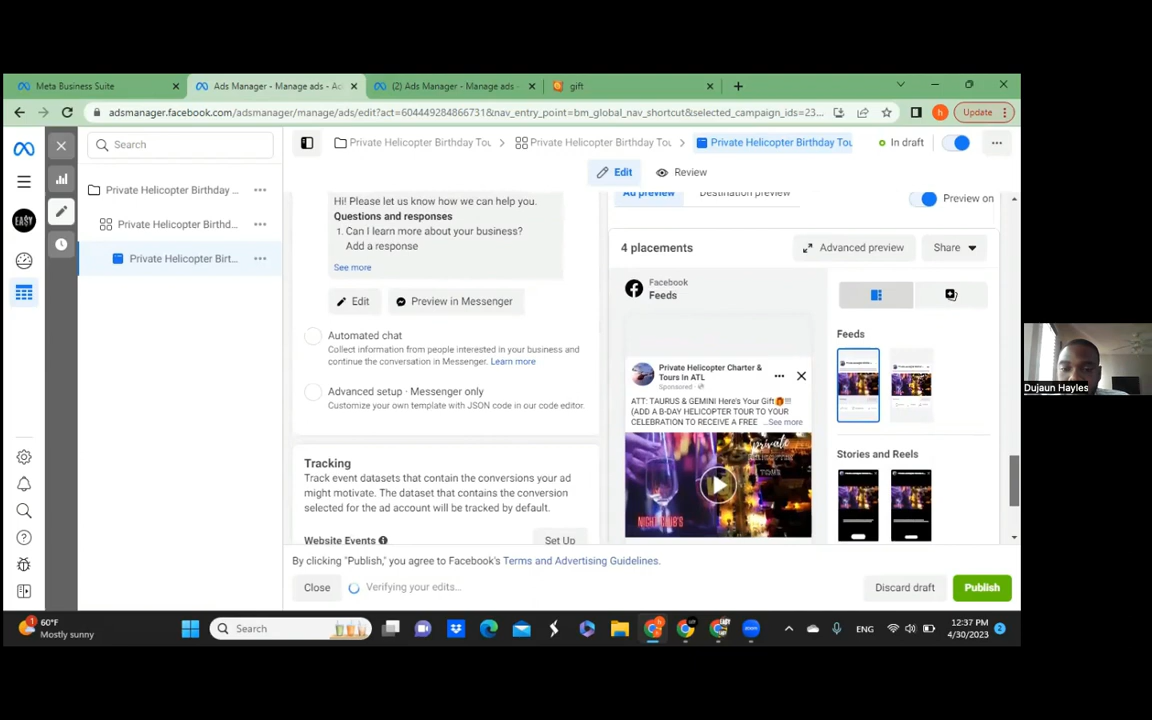 Meta Business Suite
Ads Manager - Manage ads - Ad
(2) Ads Manager - Manage ads -
gift
adsmanager.facebook.com/adsmanager/manage/ads/edit?act=604449284866731&nav_entry_point=bm_global_nav_shortcut&selected_campaign_ids=23...
h
Update
Search
Private Helicopter Birthday Tou
Private Helicopter Birthday Tou
Private Helicopter Birthday Tou
In draft
Edit
Review
Private Helicopter Birthday ...
Private Helicopter Birthd...
Private Helicopter Birt...
EASY
Hi! Please let us know how we can help you.
Questions and responses
1. Can I learn more about your business?
Add a response
See more
Edit
Preview in Messenger
Automated chat
Collect information from people interested in your business and
continue the conversation in Messenger. Learn more
Advanced setup · Messenger only
Customize your own template with JSON code in our code editor.
Tracking
Track event datasets that contain the conversions your ad
might motivate. The dataset that contains the conversion
selected for the ad account will be tracked by default.
Website Events
Set Up
Ad preview
Destination preview
Preview on
4 placements
Advanced preview
Share
Facebook
Feeds
Private Helicopter Charter &
Tours In ATL
Sponsored ·
ATT: TAURUS & GEMINI Here's Your Gift🎁!!!
(ADD A B-DAY HELICOPTER TOUR TO YOUR
CELEBRATION TO RECEIVE A FREE ...See more
private
HELICOPTER
NIGHT CLUB'S
Feeds
Stories and Reels
By clicking "Publish," you agree to Facebook's Terms and Advertising Guidelines.
Close
Verifying your edits...
Discard draft
Publish
Dujaun Hayles
1
60°F
Mostly sunny
Search
ENG
12:37 PM
4/30/2023
2